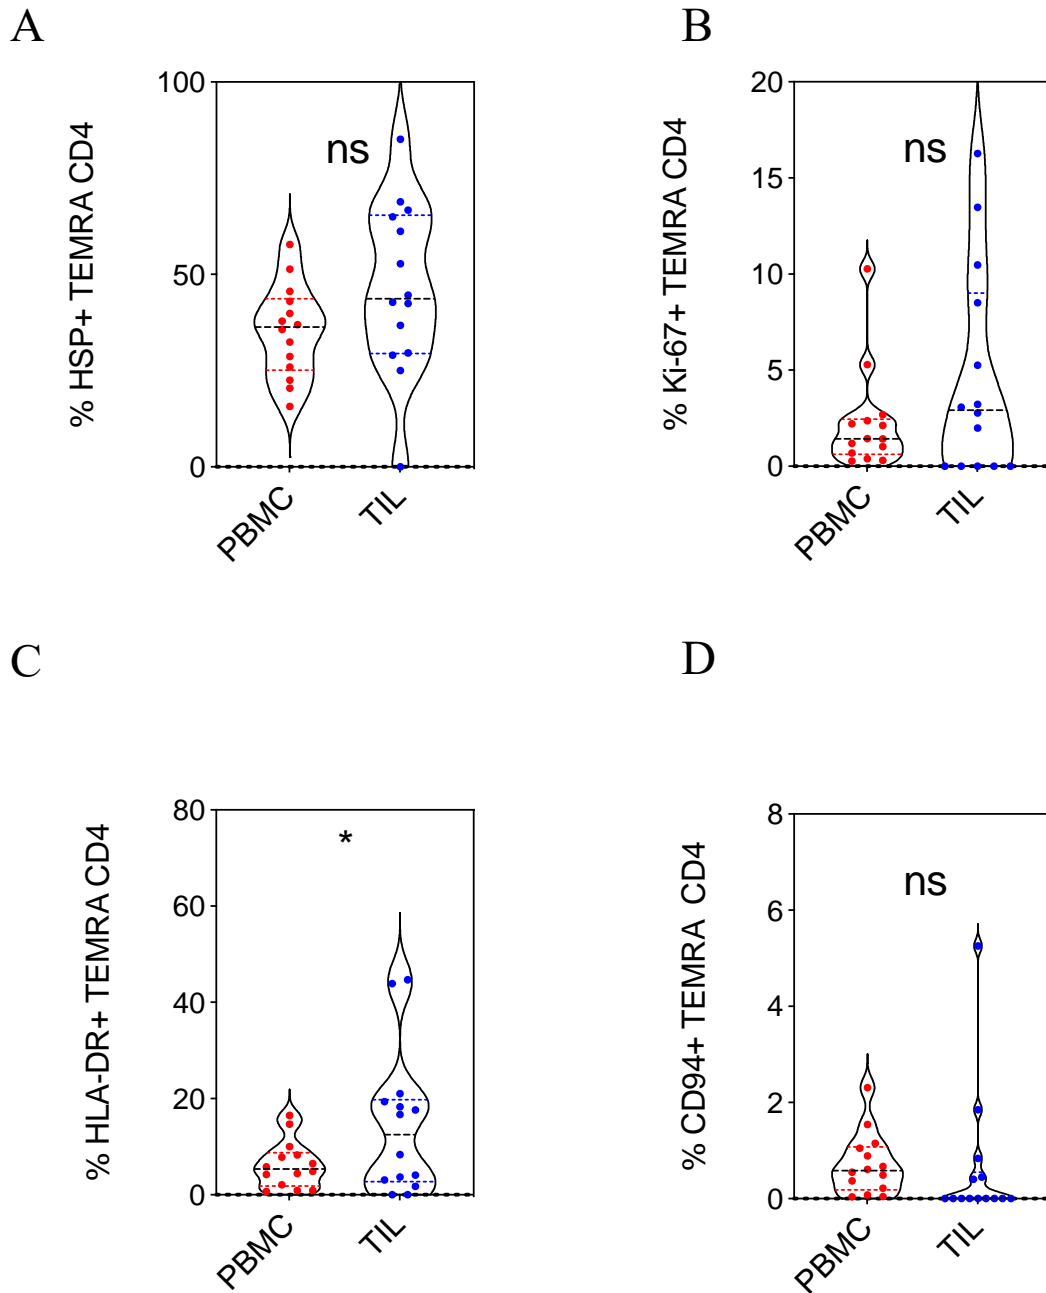 A
% HSP+ TEMRA CD4
100
50
0
ns
PBMC
TIL
B
% Ki-67+ TEMRA CD4
20
15
10
5
0
ns
PBMC
TIL
C
% HLA-DR+ TEMRA CD4
80
60
40
20
0
*
PBMC
TIL
D
% CD94+ TEMRA CD4
8
6
4
2
0
ns
PBMC
TIL